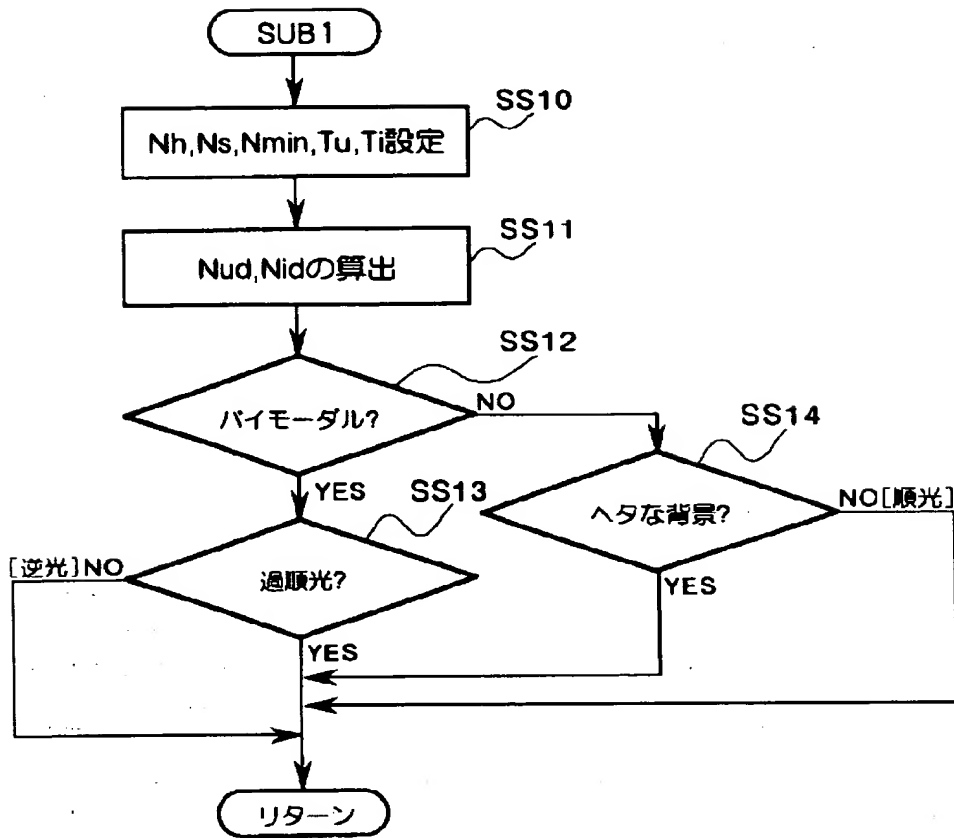 SUB1
SS10
Nh,Ns,Nmin,Tu,Ti設定
SS11
Nud,Nidの算出
SS12
バイモーダル?
NO
SS14
YES
SS13
ヘタな背景?
NO[順光]
[逆光]NO
過順光?
YES
YES
リターン